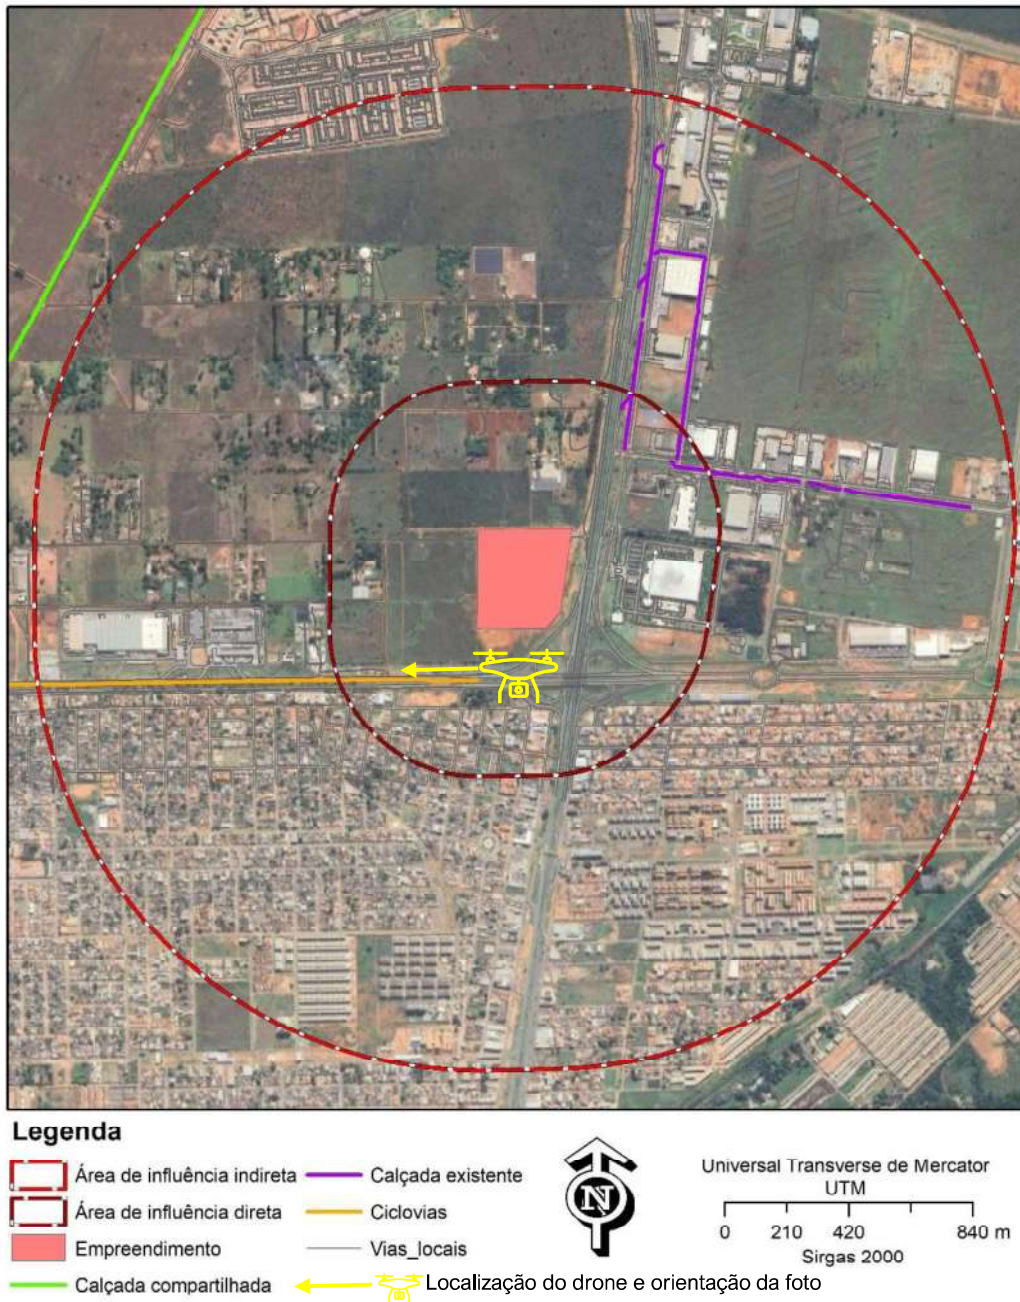 Legenda
Área de influência indireta
Calçada existente
Área de influência direta
Ciclovias
Empreendimento
Vias_locais
Calçada compartilhada
Localização do drone e orientação da foto
N
Universal Transverse de Mercator
UTM
0 210 420 840 m
Sirgas 2000